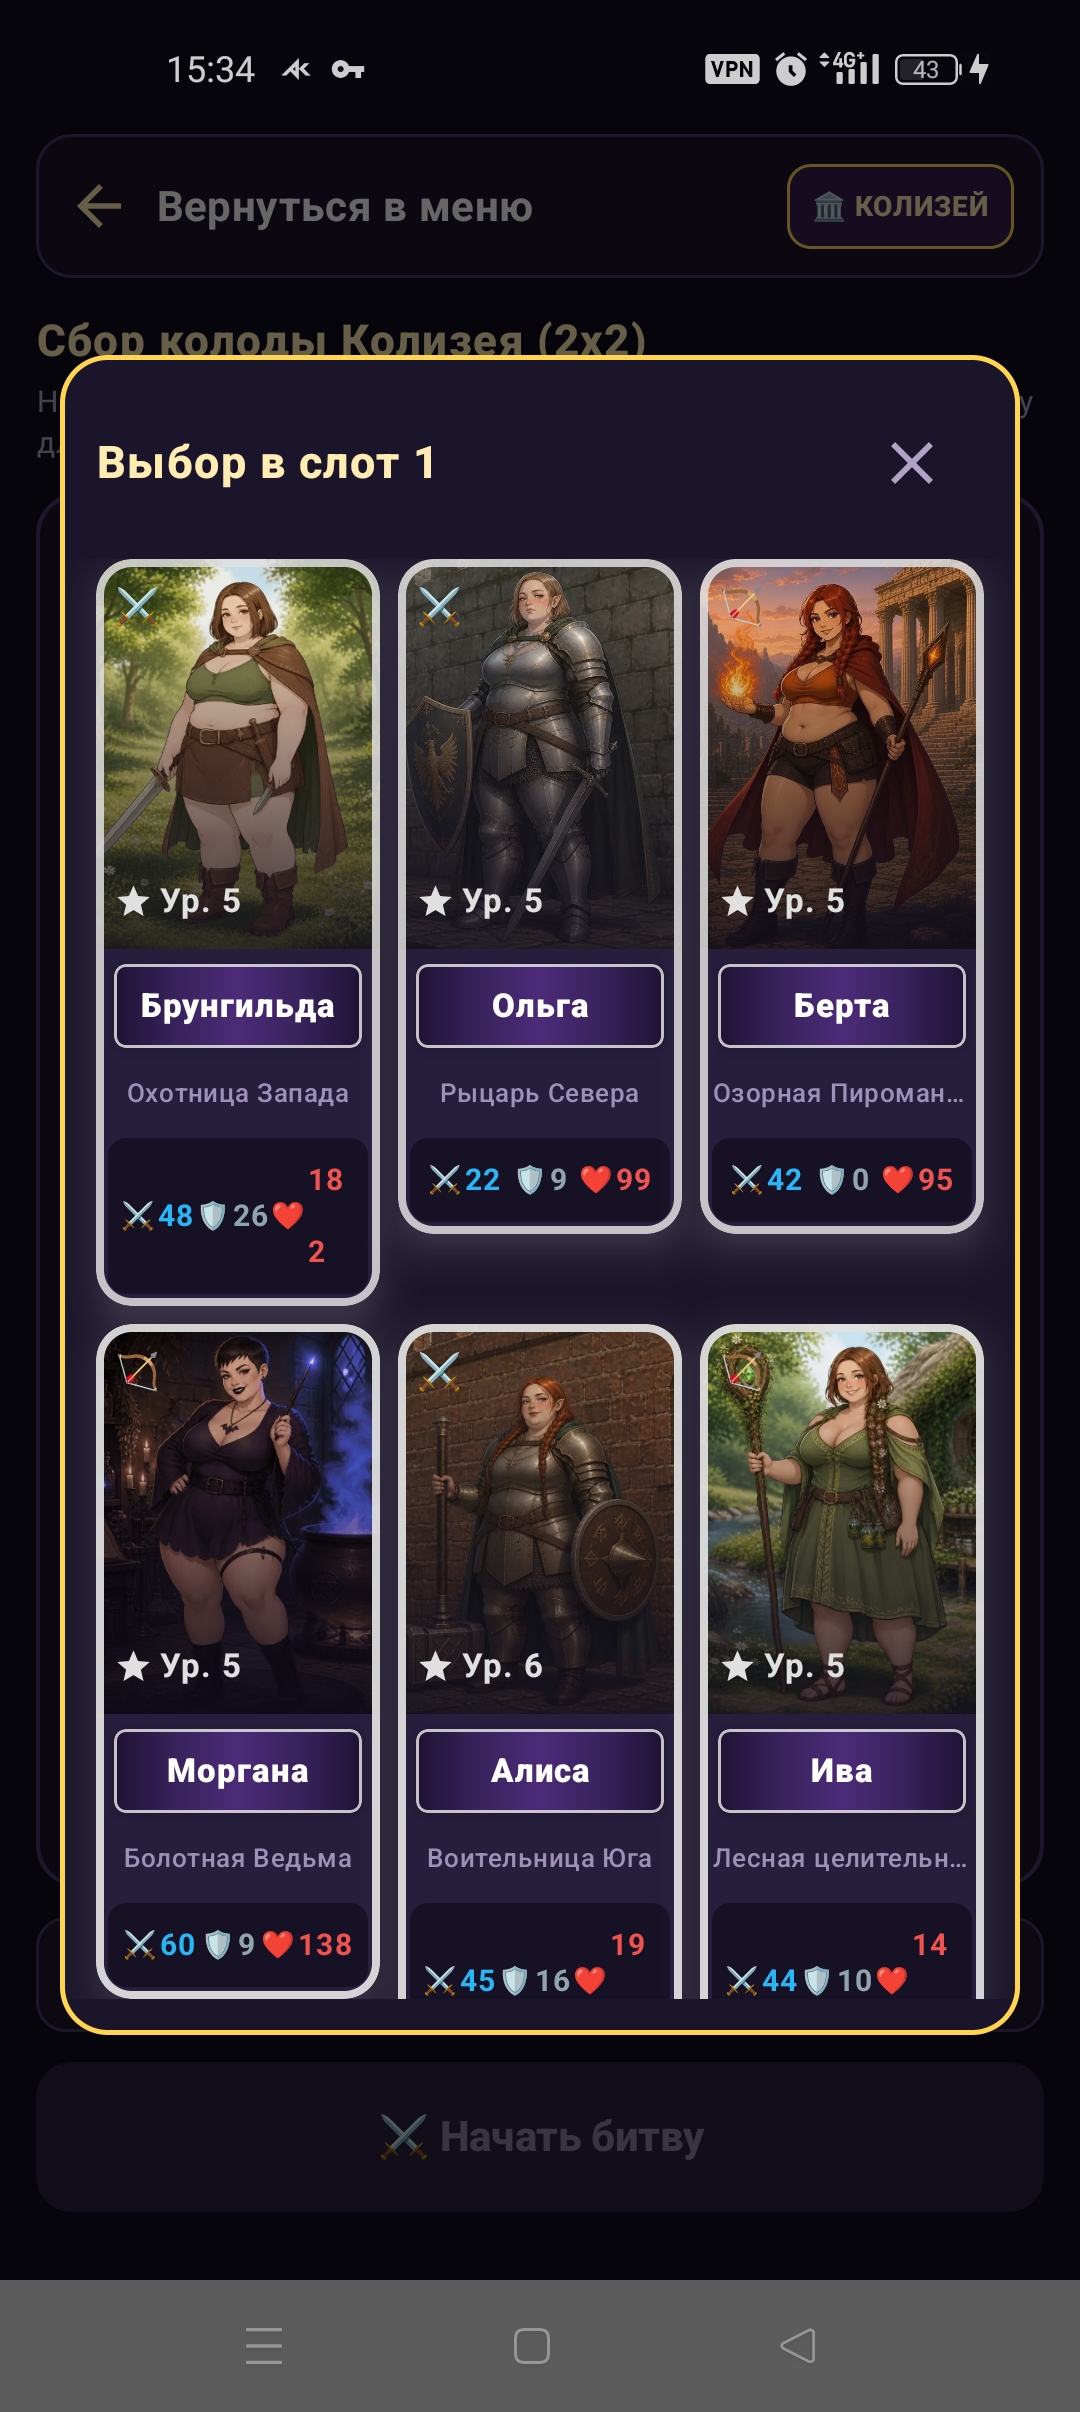 15:34
VPN
4G+
43
Вернуться в меню
🏛️ КОЛИЗЕЙ
Сбор колоды Колизея (2x2)
Выбор в слот 1
Ур. 5
Ур. 5
Ур. 5
Брунгильда
Ольга
Берта
Охотница Запада
Рыцарь Севера
Озорная Пироман...
⚔️48 🛡️26 ❤️18
2
⚔️22 🛡️9 ❤️99
⚔️42 🛡️0 ❤️95
Ур. 5
Ур. 6
Ур. 5
Моргана
Алиса
Ива
Болотная Ведьма
Воительница Юга
Лесная целительн...
⚔️60 🛡️9 ❤️138
⚔️45 🛡️16 ❤️19
⚔️44 🛡️10 ❤️14
⚔️ Начать битву